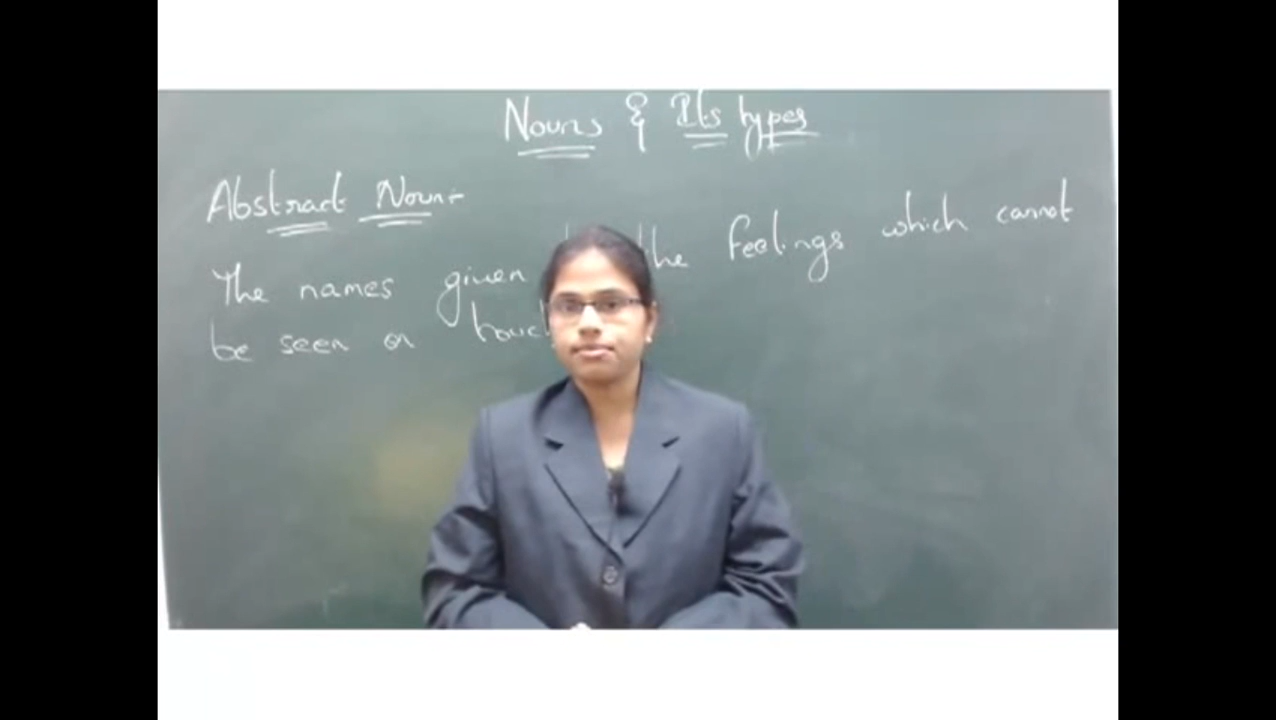 Nouns & Its types
Abstract Noun:-
The names given the feelings which cannot
be seen or